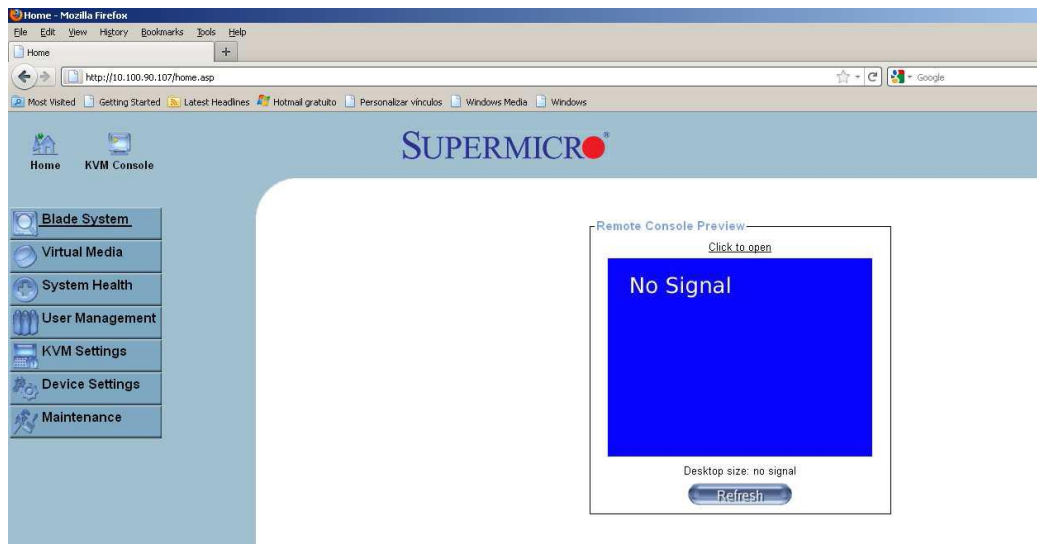 Home - Mozilla Firefox
File Edit View History Bookmarks Tools Help
Home +
http://10.100.90.107/home.asp
Google
Most Visited Getting Started Latest Headlines Hotmail gratuito Personalizar vínculos Windows Media Windows
Home KVM Console
SUPERMICRO®
Blade System
Virtual Media
System Health
User Management
KVM Settings
Device Settings
Maintenance
Remote Console Preview
Click to open
No Signal
Desktop size: no signal
Refresh